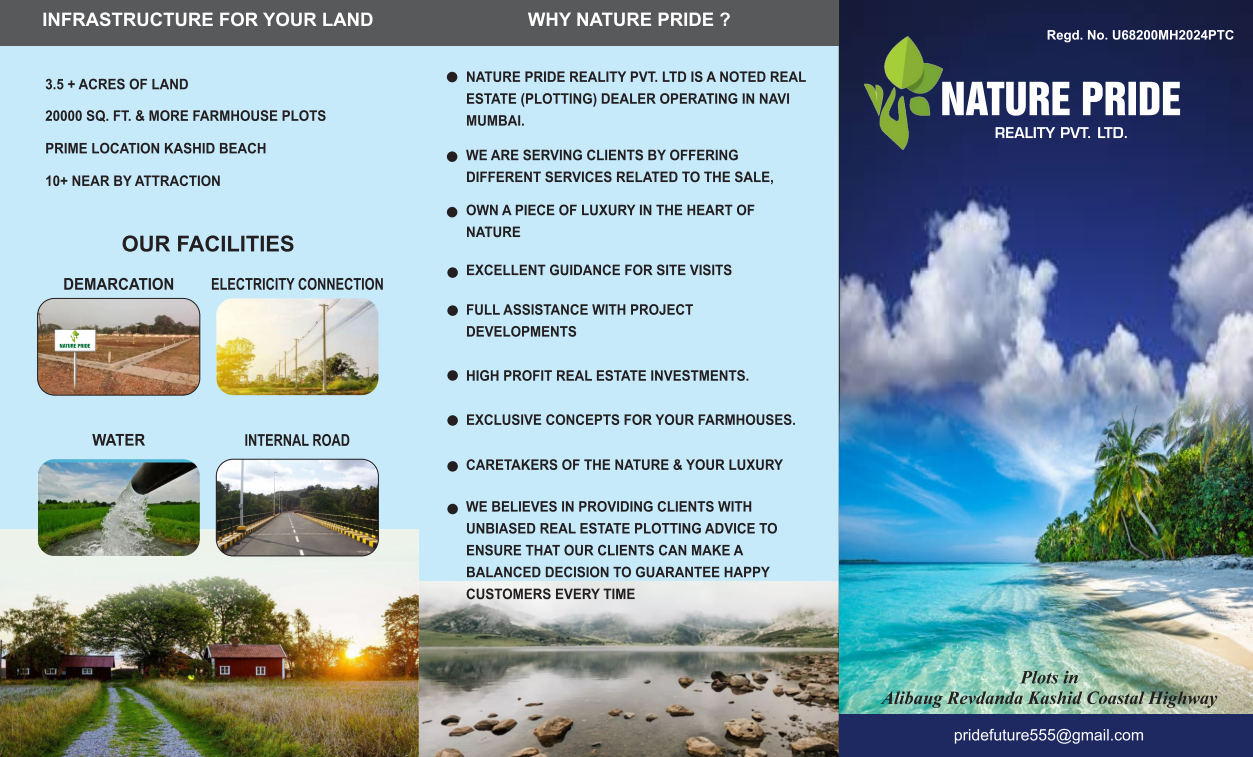 INFRASTRUCTURE FOR YOUR LAND
3.5 + ACRES OF LAND
20000 SQ. FT. & MORE FARMHOUSE PLOTS
PRIME LOCATION KASHID BEACH
10+ NEAR BY ATTRACTION
OUR FACILITIES
DEMARCATION
ELECTRICITY CONNECTION
NATURE PRIDE
WATER
INTERNAL ROAD
WHY NATURE PRIDE ?
● NATURE PRIDE REALITY PVT. LTD IS A NOTED REAL
ESTATE (PLOTTING) DEALER OPERATING IN NAVI
MUMBAI.
● WE ARE SERVING CLIENTS BY OFFERING
DIFFERENT SERVICES RELATED TO THE SALE,
● OWN A PIECE OF LUXURY IN THE HEART OF
NATURE
● EXCELLENT GUIDANCE FOR SITE VISITS
● FULL ASSISTANCE WITH PROJECT
DEVELOPMENTS
● HIGH PROFIT REAL ESTATE INVESTMENTS.
● EXCLUSIVE CONCEPTS FOR YOUR FARMHOUSES.
● CARETAKERS OF THE NATURE & YOUR LUXURY
● WE BELIEVES IN PROVIDING CLIENTS WITH
UNBIASED REAL ESTATE PLOTTING ADVICE TO
ENSURE THAT OUR CLIENTS CAN MAKE A
BALANCED DECISION TO GUARANTEE HAPPY
CUSTOMERS EVERY TIME
Regd. No. U68200MH2024PTC
NATURE PRIDE
REALITY PVT. LTD.
Plots in
Alibaug Revdanda Kashid Coastal Highway
pridefuture555@gmail.com